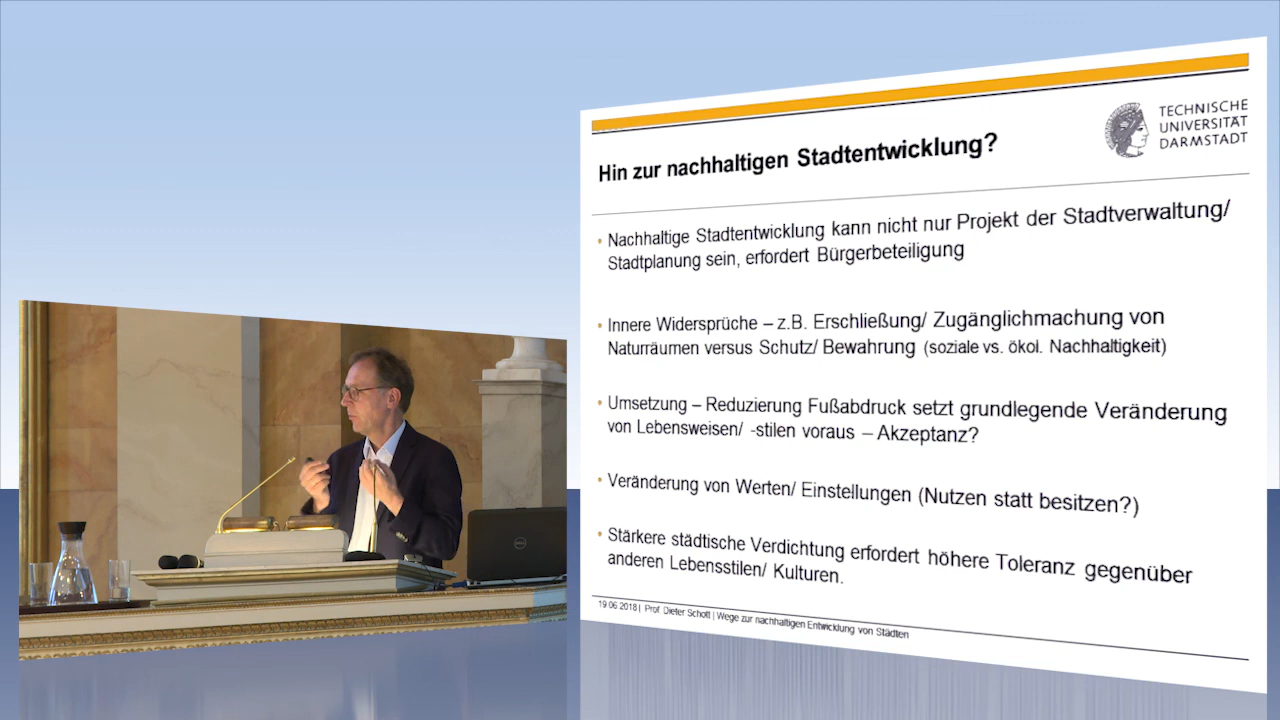 TECHNISCHE
UNIVERSITÄT
DARMSTADT
Hin zur nachhaltigen Stadtentwicklung?
• Nachhaltige Stadtentwicklung kann nicht nur Projekt der Stadtverwaltung/
Stadtplanung sein, erfordert Bürgerbeteiligung
• Innere Widersprüche – z.B. Erschließung/ Zugänglichmachung von
Naturräumen versus Schutz/ Bewahrung (soziale vs. ökol. Nachhaltigkeit)
• Umsetzung – Reduzierung Fußabdruck setzt grundlegende Veränderung
von Lebensweisen/ -stilen voraus – Akzeptanz?
• Veränderung von Werten/ Einstellungen (Nutzen statt besitzen?)
• Stärkere städtische Verdichtung erfordert höhere Toleranz gegenüber
anderen Lebensstilen/ Kulturen.
19.06.2018 | Prof. Dieter Schott | Wege zur nachhaltigen Entwicklung von Städten
DELL